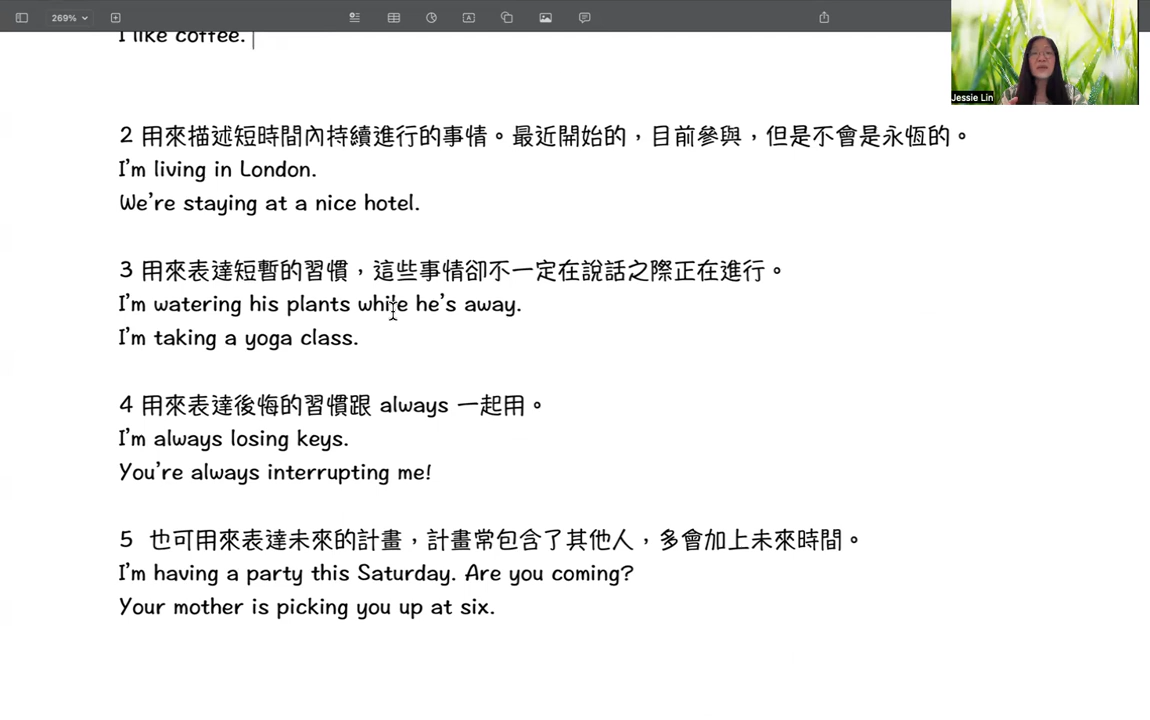 269%
I like coffee.
Jessie Lin
2 用來描述短時間內持續進行的事情。最近開始的，目前參與，但是不會是永恆的。
I'm living in London.
We're staying at a nice hotel.
3 用來表達短暫的習慣，這些事情卻不一定在說話之際正在進行。
I'm watering his plants while he's away.
I'm taking a yoga class.
4 用來表達後悔的習慣跟 always 一起用。
I'm always losing keys.
You're always interrupting me!
5 也可用來表達未來的計畫，計畫常包含了其他人，多會加上未來時間。
I'm having a party this Saturday. Are you coming?
Your mother is picking you up at six.